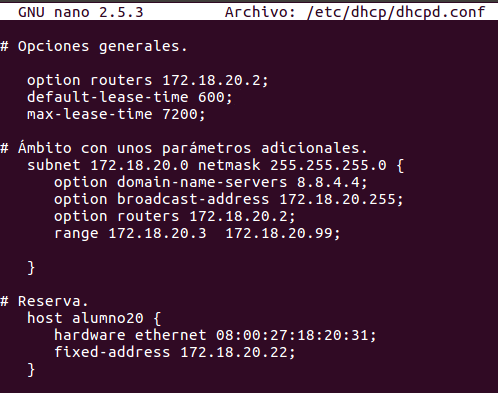 GNU nano 2.5.3 Archivo: /etc/dhcp/dhcpd.conf
# Opciones generales.
option routers 172.18.20.2;
default-lease-time 600;
max-lease-time 7200;
# Ámbito con unos parámetros adicionales.
subnet 172.18.20.0 netmask 255.255.255.0 {
option domain-name-servers 8.8.4.4;
option broadcast-address 172.18.20.255;
option routers 172.18.20.2;
range 172.18.20.3 172.18.20.99;
}
# Reserva.
host alumno20 {
hardware ethernet 08:00:27:18:20:31;
fixed-address 172.18.20.22;
}